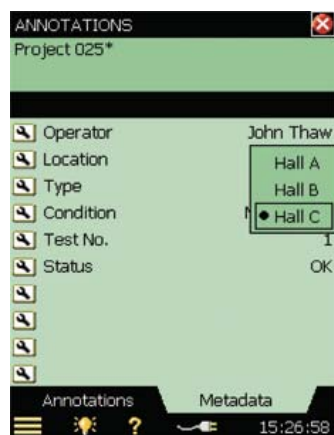 ANNOTATIONS
Project 025*
Operator John Thaw
Location Hall A
Type Hall B
Condition Hall C
Test No. 1
Status OK
Annotations Metadata
? 15:26:58